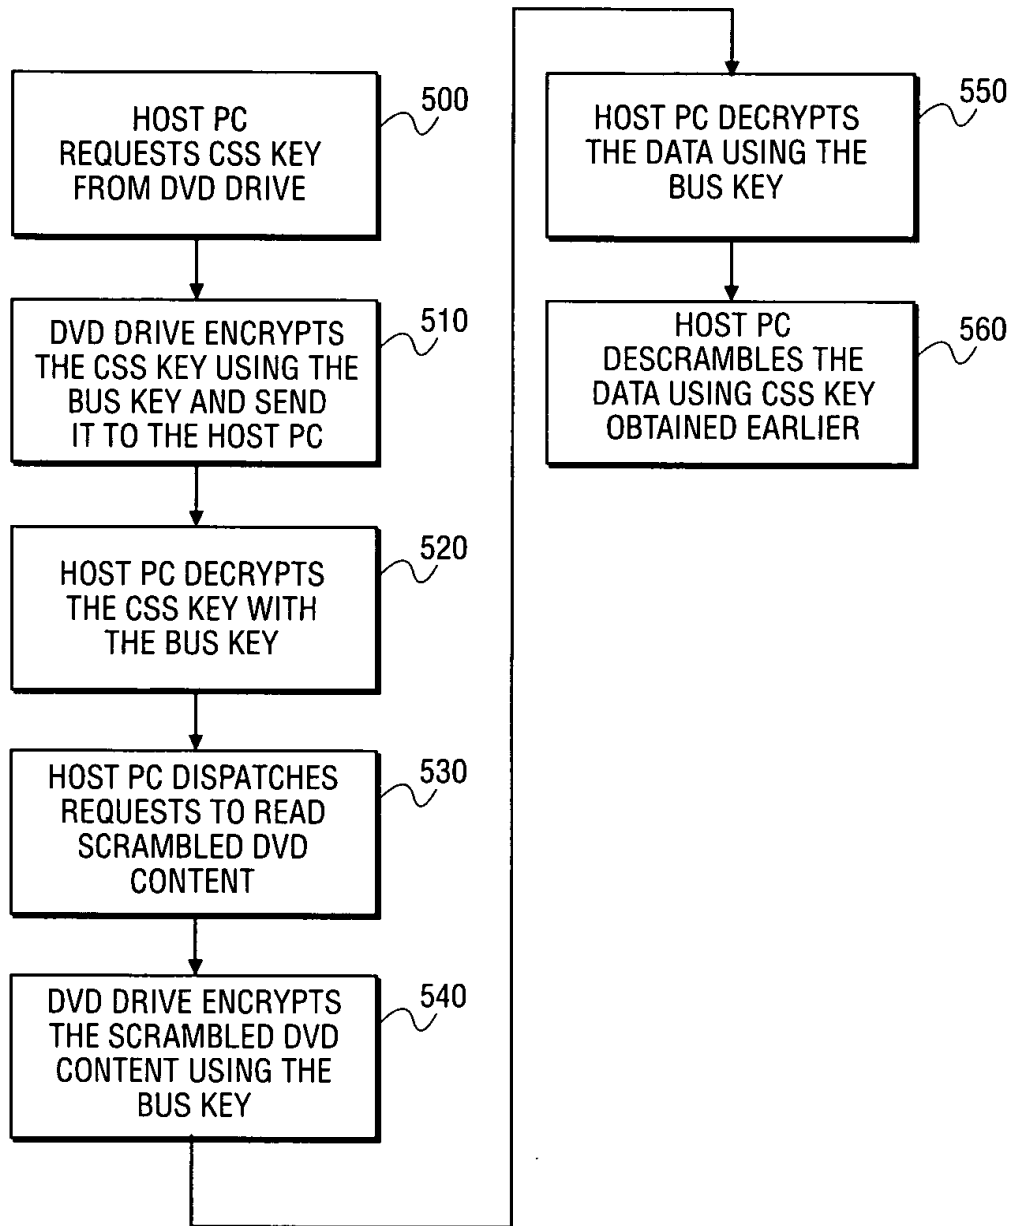 HOST PC
REQUESTS CSS KEY
FROM DVD DRIVE
500
DVD DRIVE ENCRYPTS
THE CSS KEY USING THE
BUS KEY AND SEND
IT TO THE HOST PC
510
HOST PC DECRYPTS
THE CSS KEY WITH
THE BUS KEY
520
HOST PC DISPATCHES
REQUESTS TO READ
SCRAMBLED DVD
CONTENT
530
DVD DRIVE ENCRYPTS
THE SCRAMBLED DVD
CONTENT USING THE
BUS KEY
540
HOST PC DECRYPTS
THE DATA USING THE
BUS KEY
550
HOST PC
DESCRAMBLES THE
DATA USING CSS KEY
OBTAINED EARLIER
560